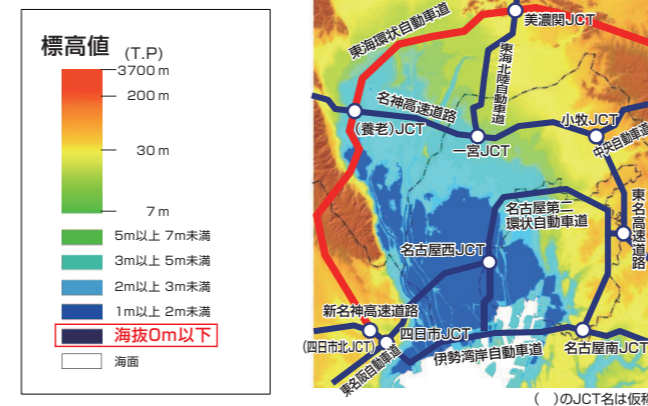 標高値 (T.P)
3700m
200m
30m
7m
5m以上 7m未満
3m以上 5m未満
2m以上 3m未満
1m以上 2m未満
海抜0m以下
海面
美濃関JCT
東海環状自動車道
東海北陸自動車道
名神高速道路
(養老)JCT
一宮JCT
小牧JCT
中央自動車道
名古屋第二
環状自動車道
東名高速道路
名古屋西JCT
新名神高速道路
(四日市北JCT)
四日市JCT
東名阪自動車道
伊勢湾岸自動車道
名古屋南JCT
( )のJCT名は仮称